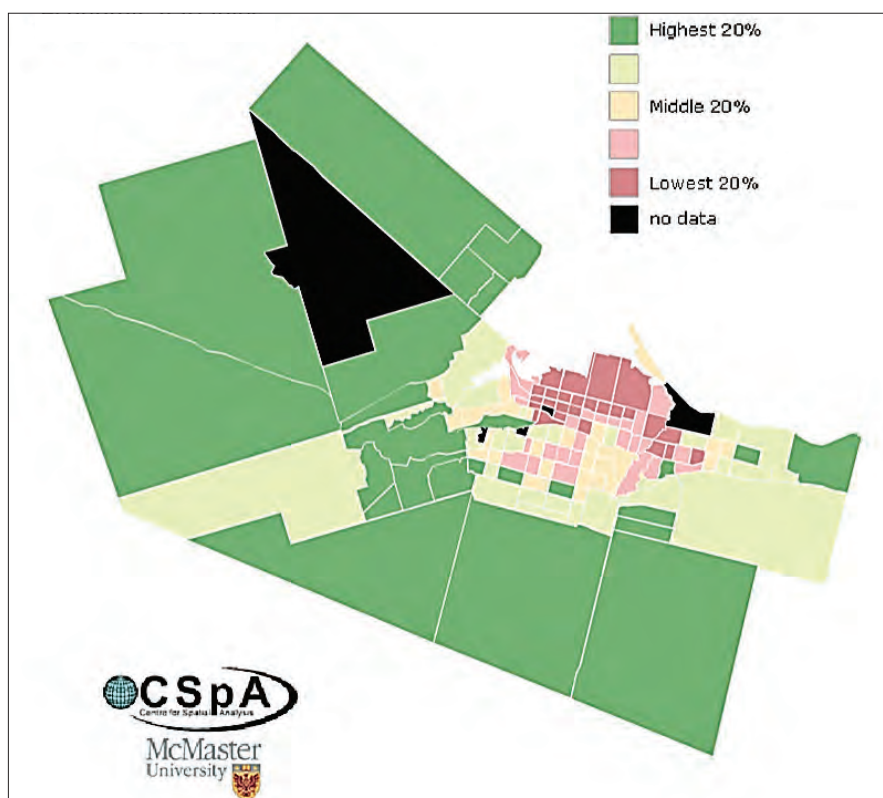 Highest 20%
Middle 20%
Lowest 20%
no data
CSpA
Centre for Spatial Analysis
McMaster
University